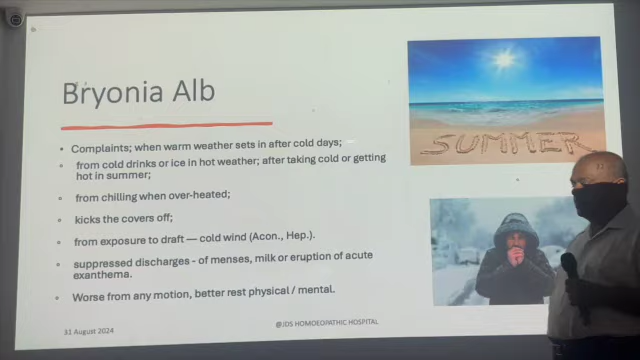 Bryonia Alb
• Complaints; when warm weather sets in after cold days;
• from cold drinks or ice in hot weather; after taking cold or getting
hot in summer;
• from chilling when over-heated;
• kicks the covers off;
• from exposure to draft — cold wind (Acon., Hep.).
• suppressed discharges - of menses, milk or eruption of acute
exanthema.
• Worse from any motion, better rest physical / mental.
SUMMER
31 August 2024
@JDS HOMOEOPATHIC HOSPITAL